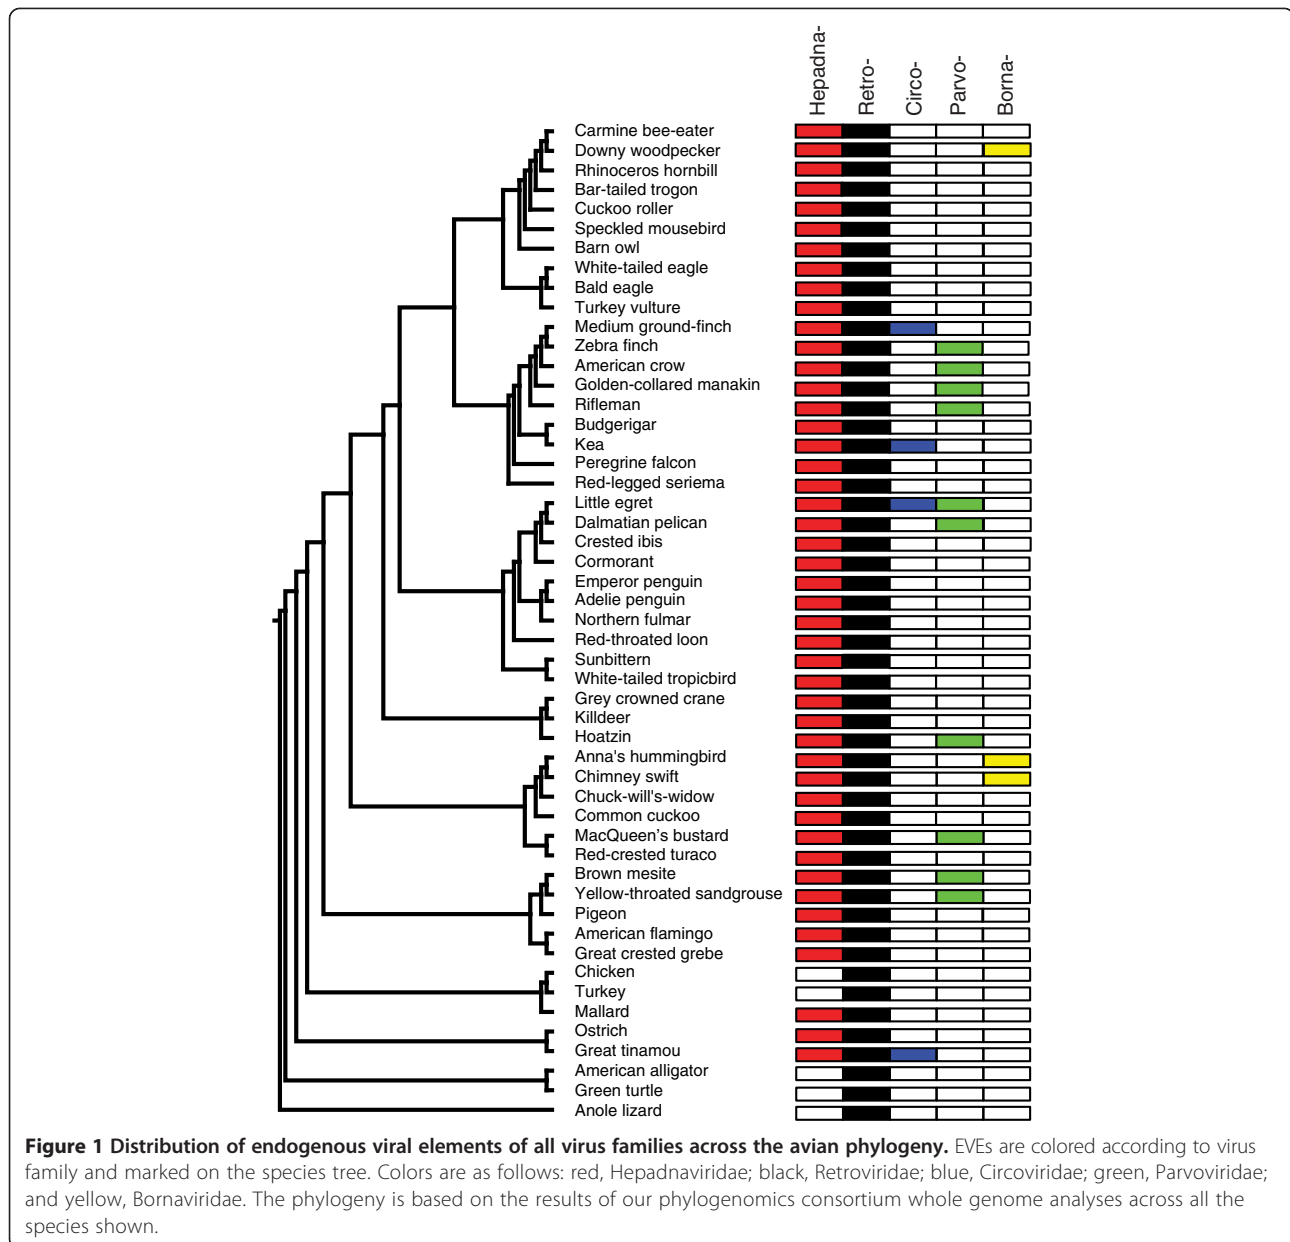 Hepadna-
Retro-
Circo-
Parvo-
Borna-
Carmine bee-eater
Downy woodpecker
Rhinoceros hornbill
Bar-tailed trogon
Cuckoo roller
Speckled mousebird
Barn owl
White-tailed eagle
Bald eagle
Turkey vulture
Medium ground-finch
Zebra finch
American crow
Golden-collared manakin
Rifleman
Budgerigar
Kea
Peregrine falcon
Red-legged seriema
Little egret
Dalmatian pelican
Crested ibis
Cormorant
Emperor penguin
Adelie penguin
Northern fulmar
Red-throated loon
Sunbittern
White-tailed tropicbird
Grey crowned crane
Killdeer
Hoatzin
Anna's hummingbird
Chimney swift
Chuck-will's-widow
Common cuckoo
MacQueen's bustard
Red-crested turaco
Brown mesite
Yellow-throated sandgrouse
Pigeon
American flamingo
Great crested grebe
Chicken
Turkey
Mallard
Ostrich
Great tinamou
American alligator
Green turtle
Anole lizard
Figure 1 Distribution of endogenous viral elements of all virus families across the avian phylogeny. EVEs are colored according to virus
family and marked on the species tree. Colors are as follows: red, Hepadnaviridae; black, Retroviridae; blue, Circoviridae; green, Parvoviridae;
and yellow, Bornaviridae. The phylogeny is based on the results of our phylogenomics consortium whole genome analyses across all the
species shown.